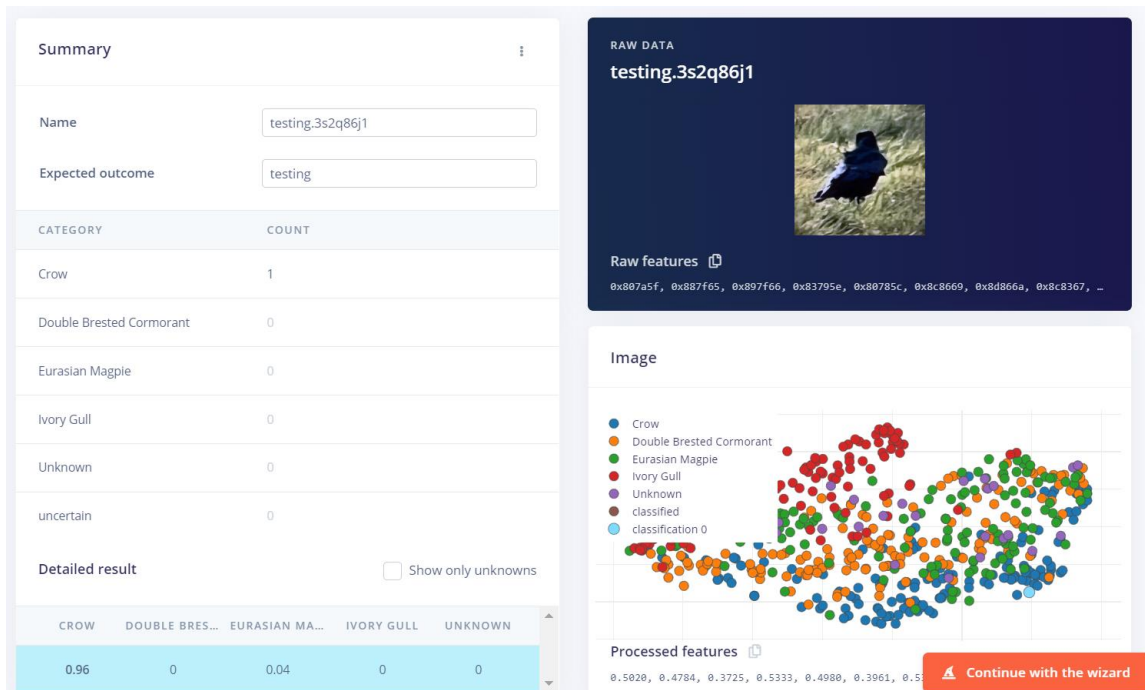 Summary
Name
testing.3s2q86j1
Expected outcome
testing
CATEGORY COUNT
Crow 1
Double Brested Cormorant 0
Eurasian Magpie 0
Ivory Gull 0
Unknown 0
uncertain 0
Detailed result
Show only unknowns
CROW DOUBLE BRES... EURASIAN MA... IVORY GULL UNKNOWN
0.96 0 0.04 0 0
RAW DATA
testing.3s2q86j1
Raw features
0x807a5f, 0x887f65, 0x897f66, 0x83795e, 0x80785c, 0x8c8669, 0x8d866a, 0x8c8367, …
Image
Crow
Double Brested Cormorant
Eurasian Magpie
Ivory Gull
Unknown
classified
classification 0
Processed features
0.5020, 0.4784, 0.3725, 0.5333, 0.4980, 0.3961,
Continue with the wizard